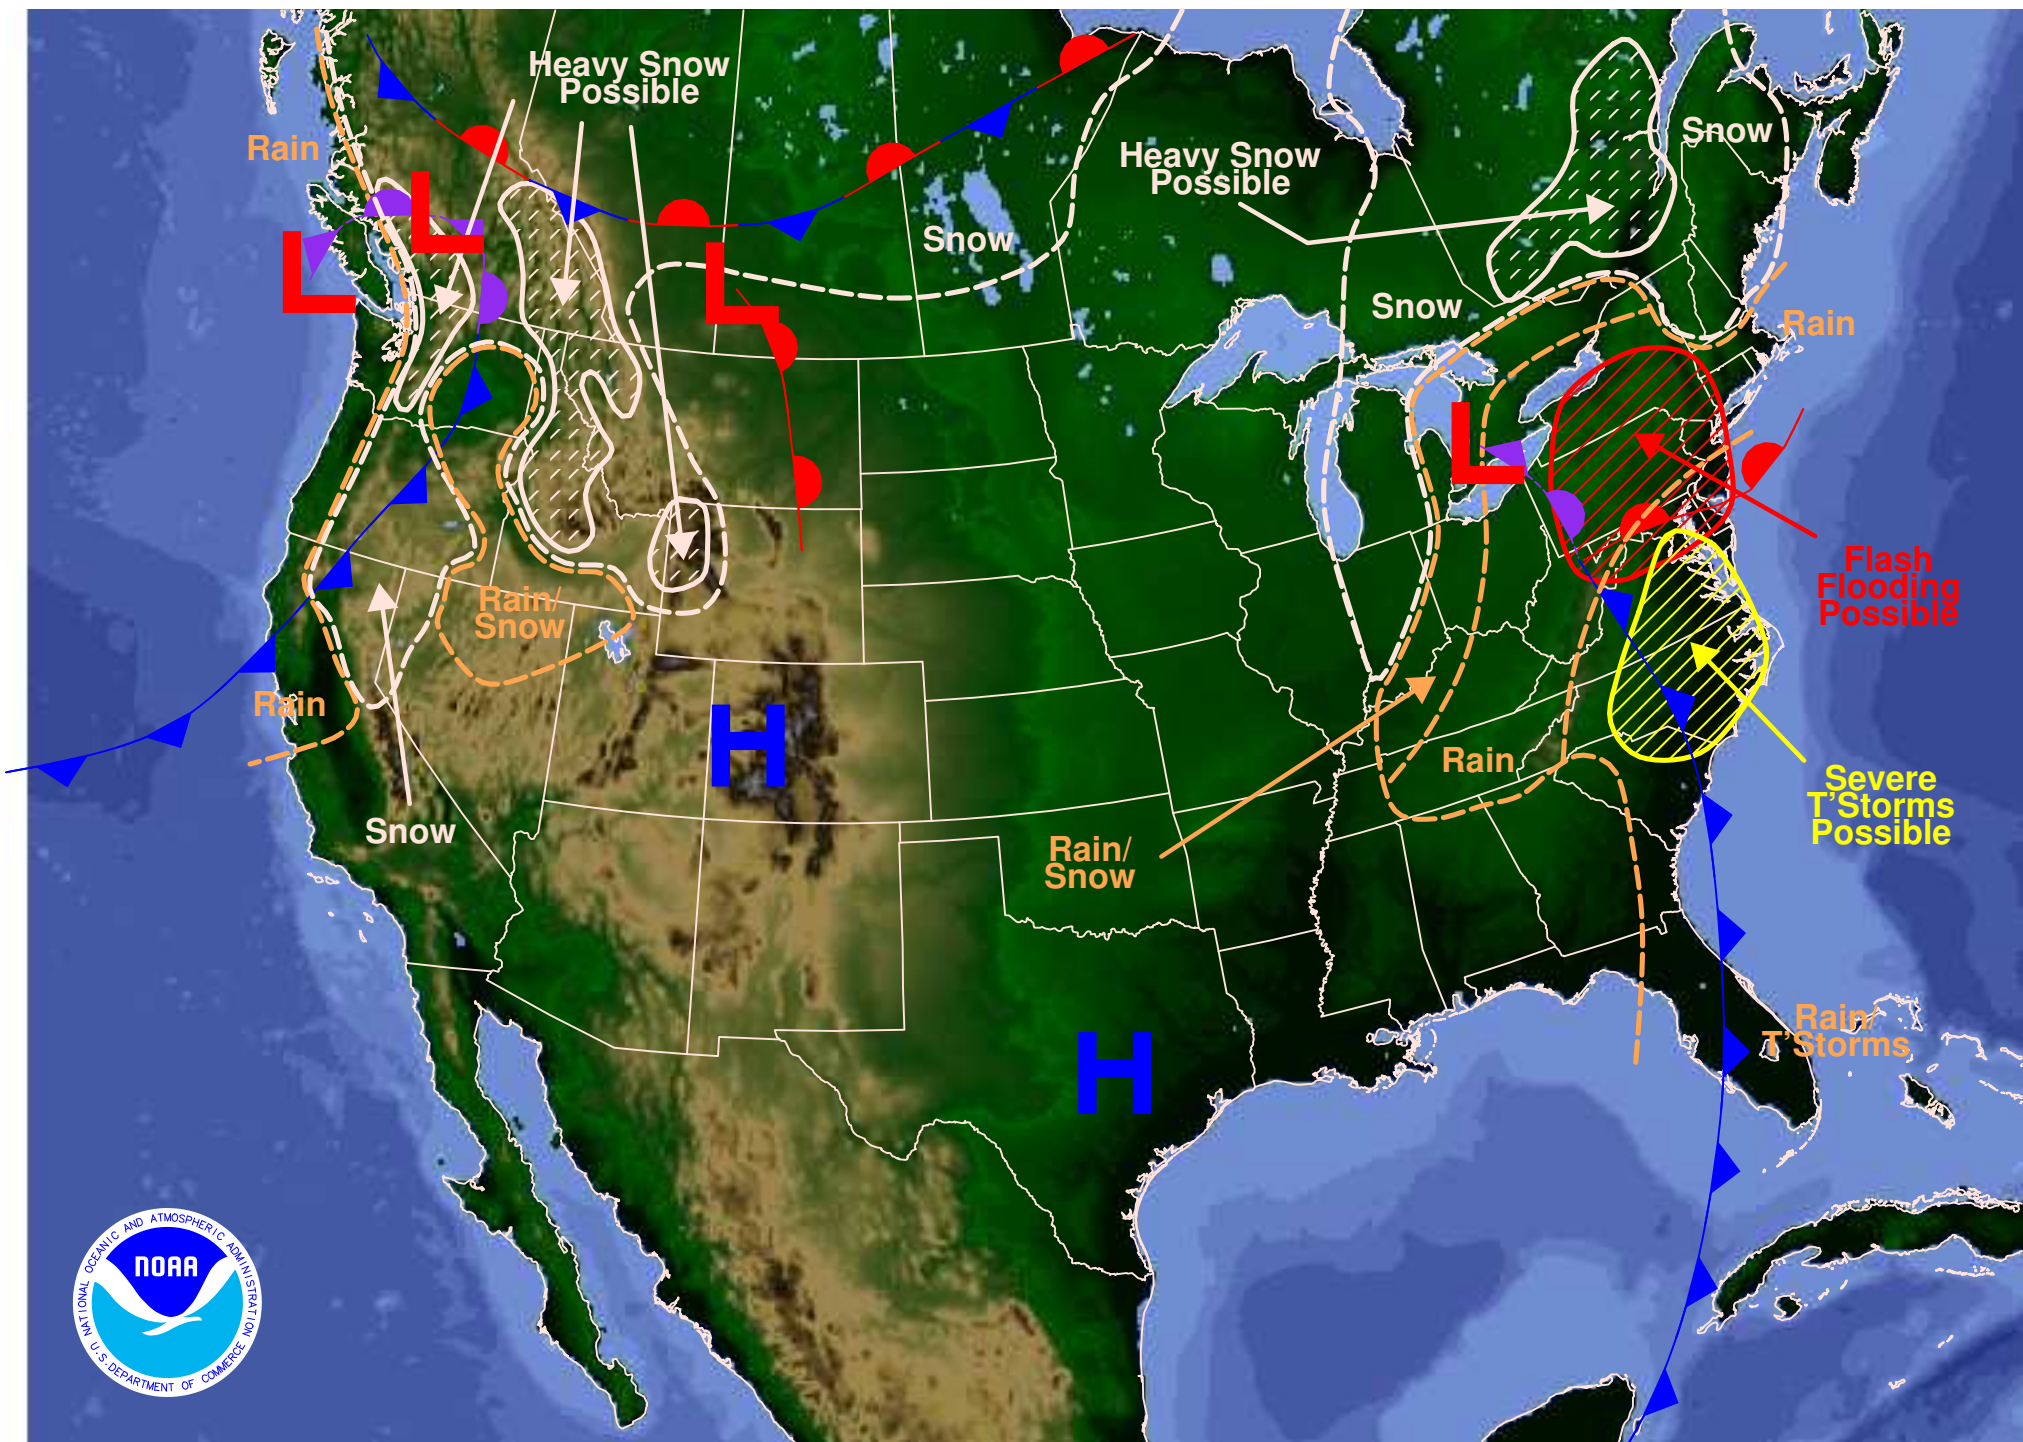 Heavy Snow
Possible
Rain
Snow
Heavy Snow
Possible
Snow
Snow
Rain
L
L
L
L
Flash
Flooding
Possible
Rain/
Snow
Rain
H
Rain
Severe
T'Storms
Possible
Snow
Rain/
Snow
Rain/
T'Storms
H
NATIONAL OCEANIC AND ATMOSPHERIC ADMINISTRATION
NOAA
U.S. DEPARTMENT OF COMMERCE